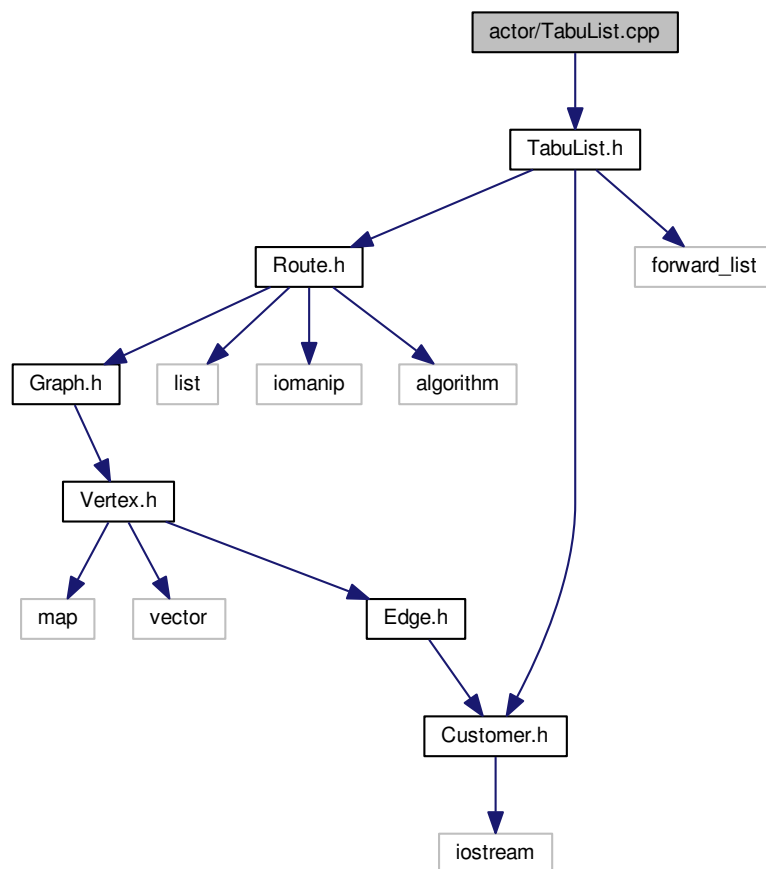 actor/TabuList.cpp
TabuList.h
Route.h
forward_list
Graph.h
list
iomanip
algorithm
Vertex.h
map
vector
Edge.h
Customer.h
iostream